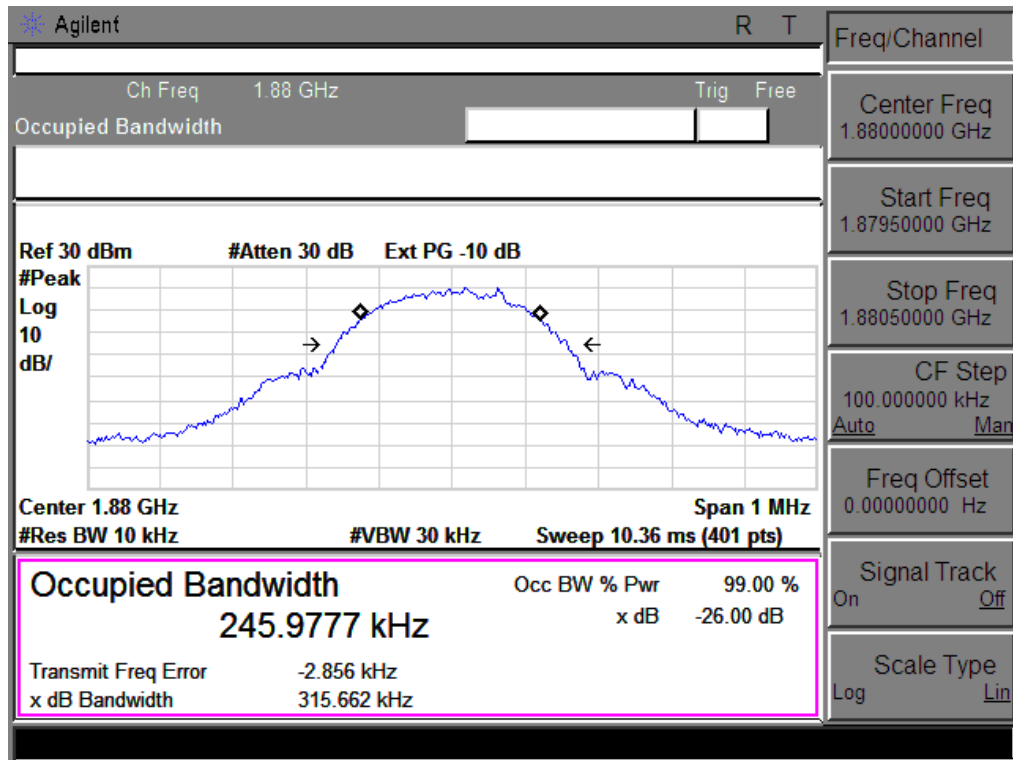 Agilent R T
Ch Freq 1.88 GHz Trig Free
Occupied Bandwidth
Ref 30 dBm #Atten 30 dB Ext PG -10 dB
#Peak
Log
10
dB/
Center 1.88 GHz Span 1 MHz
#Res BW 10 kHz #VBW 30 kHz Sweep 10.36 ms (401 pts)
Occupied Bandwidth Occ BW % Pwr 99.00 %
245.9777 kHz x dB -26.00 dB
Transmit Freq Error -2.856 kHz
x dB Bandwidth 315.662 kHz
Freq/Channel
Center Freq
1.88000000 GHz
Start Freq
1.87950000 GHz
Stop Freq
1.88050000 GHz
CF Step
100.000000 kHz
Auto Man
Freq Offset
0.00000000 Hz
Signal Track
On Off
Scale Type
Log Lin